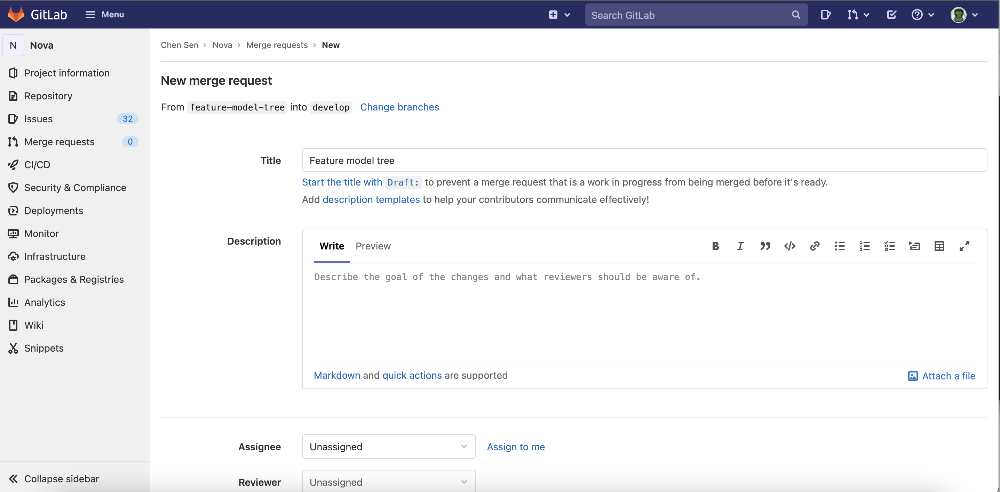 GitLab
Menu
Search GitLab
N
Nova
Project information
Repository
Issues
32
Merge requests
0
CI/CD
Security & Compliance
Deployments
Monitor
Infrastructure
Packages & Registries
Analytics
Wiki
Snippets
Collapse sidebar
Chen Sen > Nova > Merge requests > New
New merge request
From feature-model-tree into develop Change branches
Title
Feature model tree
Start the title with Draft: to prevent a merge request that is a work in progress from being merged before it's ready.
Add description templates to help your contributors communicate effectively!
Description
Write Preview
Describe the goal of the changes and what reviewers should be aware of.
Markdown and quick actions are supported
Attach a file
Assignee
Unassigned
Assign to me
Reviewer
Unassigned